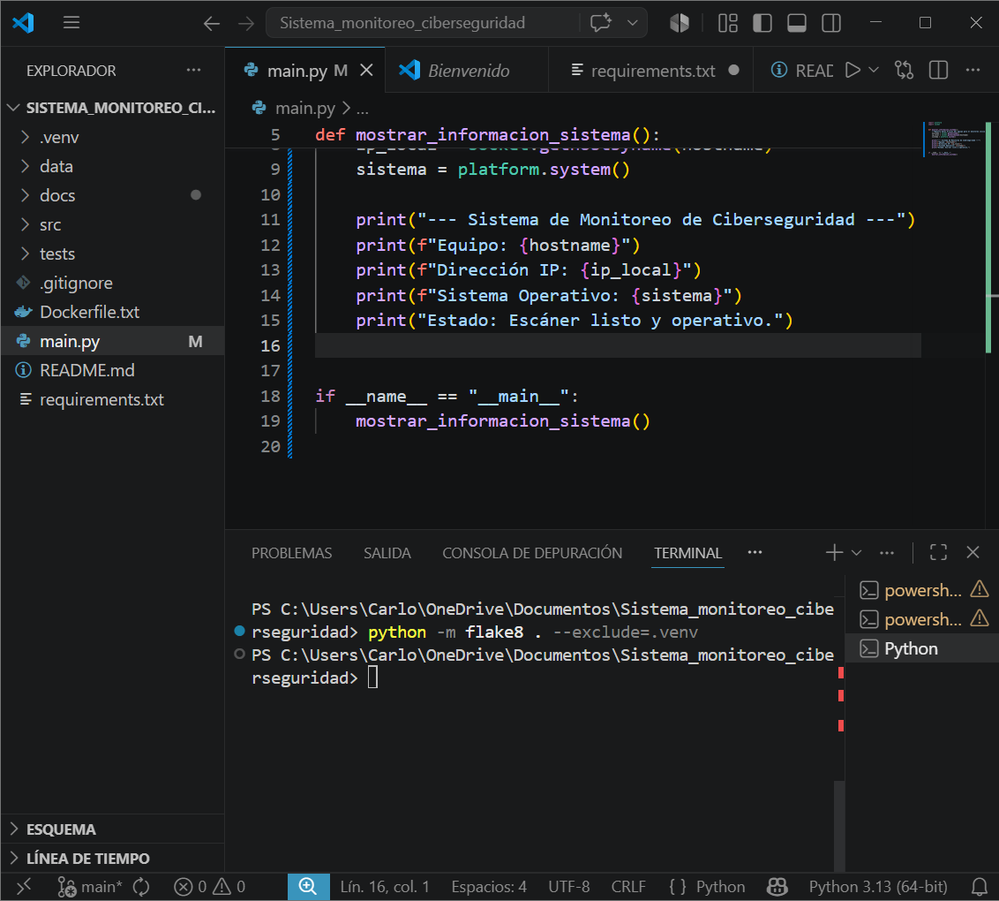 Sistema_monitoreo_ciberseguridad
EXPLORADOR
main.py M
Bienvenido
requirements.txt
READ
SISTEMA_MONITOREO_CI...
.venv
data
docs
src
tests
.gitignore
Dockerfile.txt
main.py M
README.md
requirements.txt
ESQUEMA
LÍNEA DE TIEMPO
main.py > ...
5 def mostrar_informacion_sistema():
ip_local = socket.gethostbyname(hostname)
9 sistema = platform.system()
10
11 print("--- Sistema de Monitoreo de Ciberseguridad ---")
12 print(f"Equipo: {hostname}")
13 print(f"Dirección IP: {ip_local}")
14 print(f"Sistema Operativo: {sistema}")
15 print("Estado: Escáner listo y operativo.")
16
17
18 if __name__ == "__main__":
19 mostrar_informacion_sistema()
20
PROBLEMAS SALIDA CONSOLA DE DEPURACIÓN TERMINAL
PS C:\Users\Carlo\OneDrive\Documentos\Sistema_monitoreo_cibe
rseguridad> python -m flake8 . --exclude=.venv
PS C:\Users\Carlo\OneDrive\Documentos\Sistema_monitoreo_cibe
rseguridad>
powersh...
powersh...
Python
main* 0 0 Lín. 16, col. 1 Espacios: 4 UTF-8 CRLF { } Python Python 3.13 (64-bit)